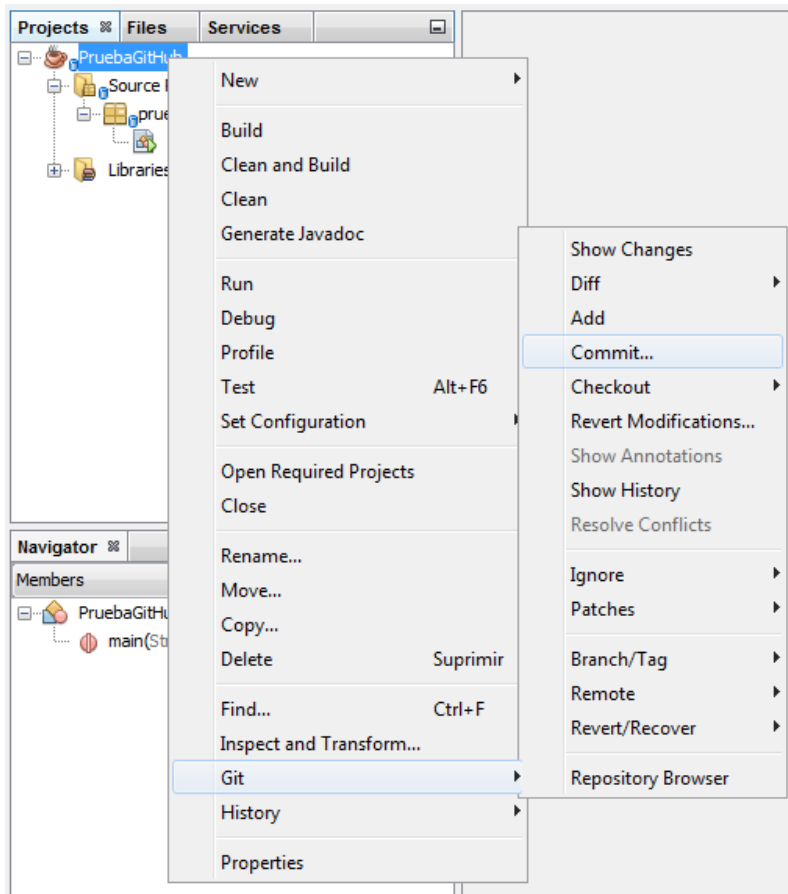 Projects Files Services
PruebaGitHub
Source
prue
Libraries
New
Build
Clean and Build
Clean
Generate Javadoc
Run
Debug
Profile
Test Alt+F6
Set Configuration
Open Required Projects
Close
Rename...
Move...
Copy...
Delete Suprimir
Find... Ctrl+F
Inspect and Transform...
Git
History
Properties
Show Changes
Diff
Add
Commit...
Checkout
Revert Modifications...
Show Annotations
Show History
Resolve Conflicts
Ignore
Patches
Branch/Tag
Remote
Revert/Recover
Repository Browser
Navigator
Members
PruebaGitHu
main(St